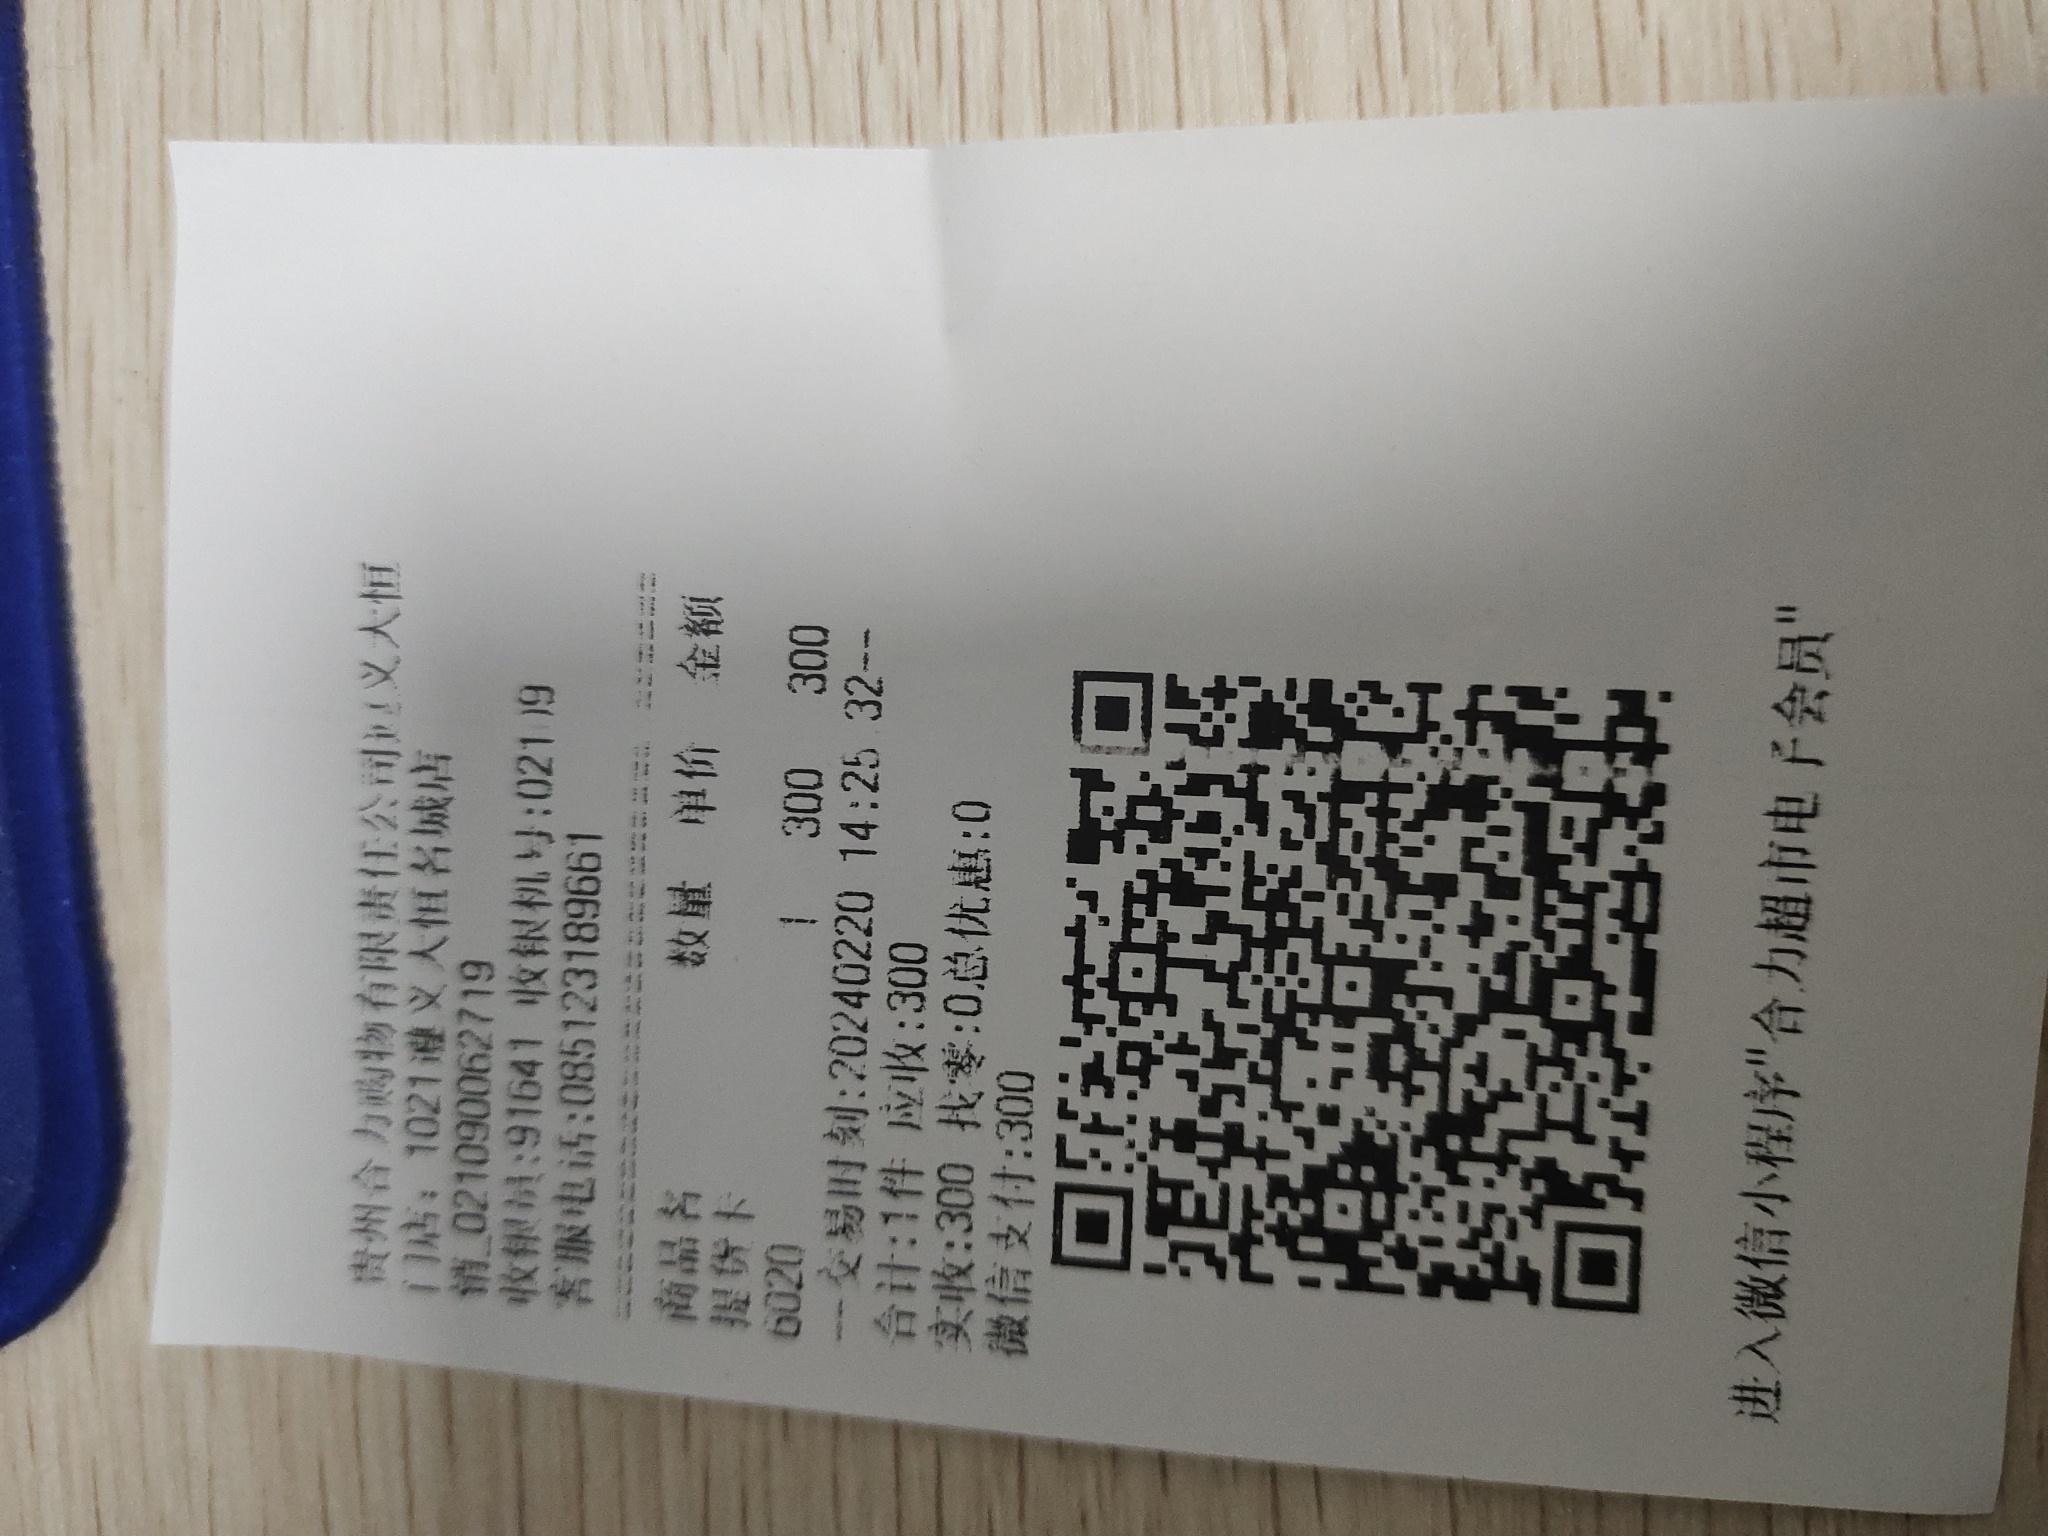 贵州合力购物有限责任公司遵义大恒
门店: 1021遵义大恒名城店
销_021090062719
收银员:91641 收银机号:021109
客服电话:085123189661
商品名 数量 单价 金额
提货卡
6020 1 300 300
--交易时刻:20240220 14:25:32--
合计:1件 应收:300
实收:300 找零:0总优惠:0
微信支付:300
进入微信小程序"合力超市电子会员"